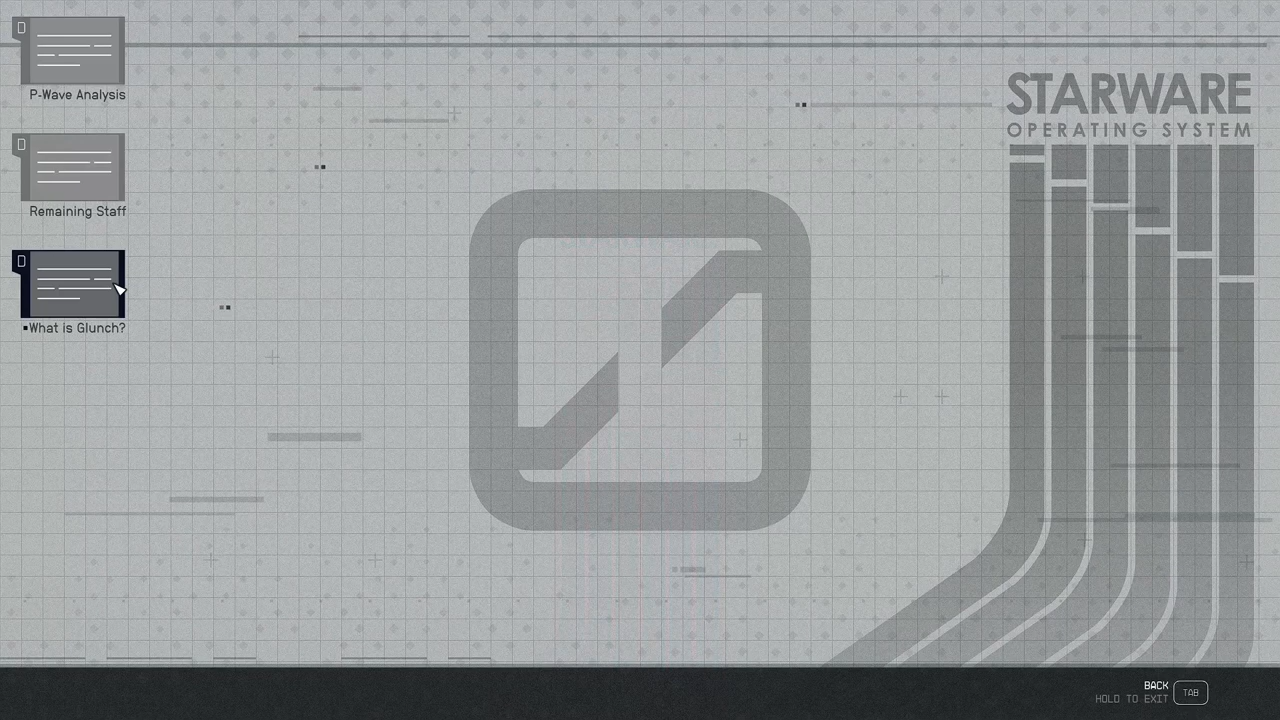 P-Wave Analysis
Remaining Staff
What is Glunch?
STARWARE
OPERATING SYSTEM
BACK
HOLD TO EXIT
TAB